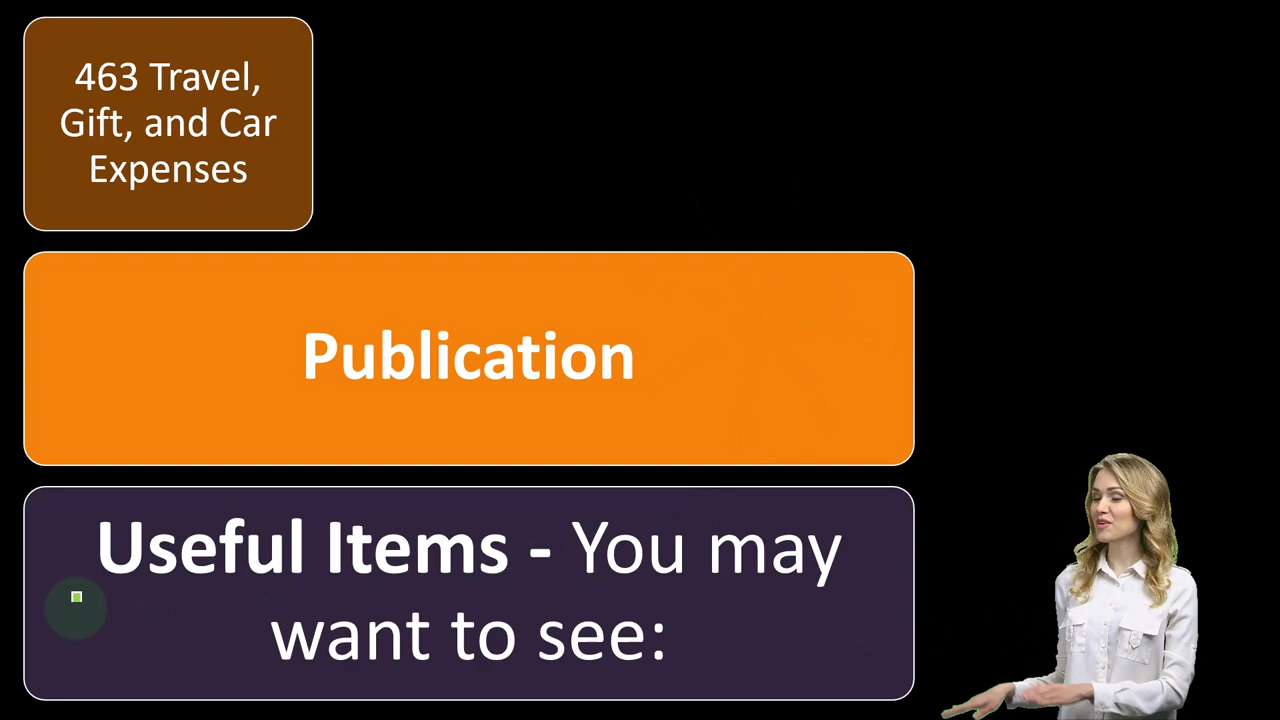 463 Travel,
Gift, and Car
Expenses
Publication
Useful Items - You may
want to see: